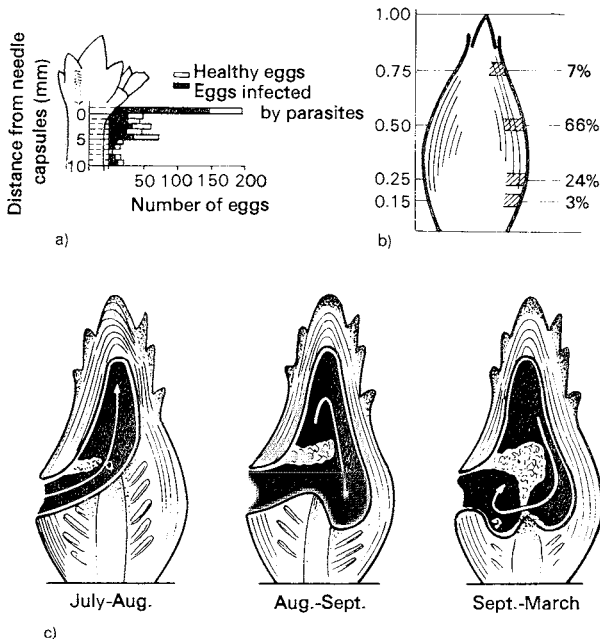 Distance from needle
capsules (mm)
Healthy eggs
Eggs infected
by parasites
0
5
10
50 100 150 200
Number of eggs
a)
1.00
0.75
0.50
0.25
0.15
7%
66%
24%
3%
b)
July-Aug.
Aug.-Sept.
Sept.-March
c)